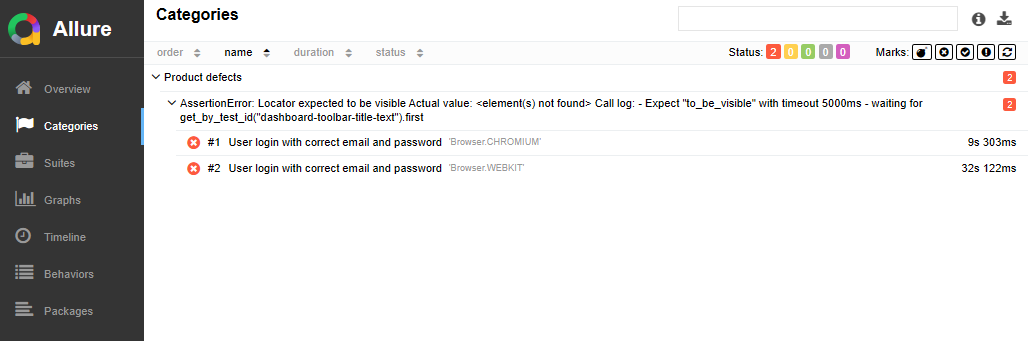 Allure
Overview
Categories
Suites
Graphs
Timeline
Behaviors
Packages
Categories
order name duration status Status: 2 0 0 0 0 Marks:
Product defects 2
AssertionError: Locator expected to be visible Actual value: <element(s) not found> Call log: - Expect "to_be_visible" with timeout 5000ms - waiting for 2
get_by_test_id("dashboard-toolbar-title-text").first
#1 User login with correct email and password 'Browser.CHROMIUM' 9s 303ms
#2 User login with correct email and password 'Browser.WEBKIT' 32s 122ms